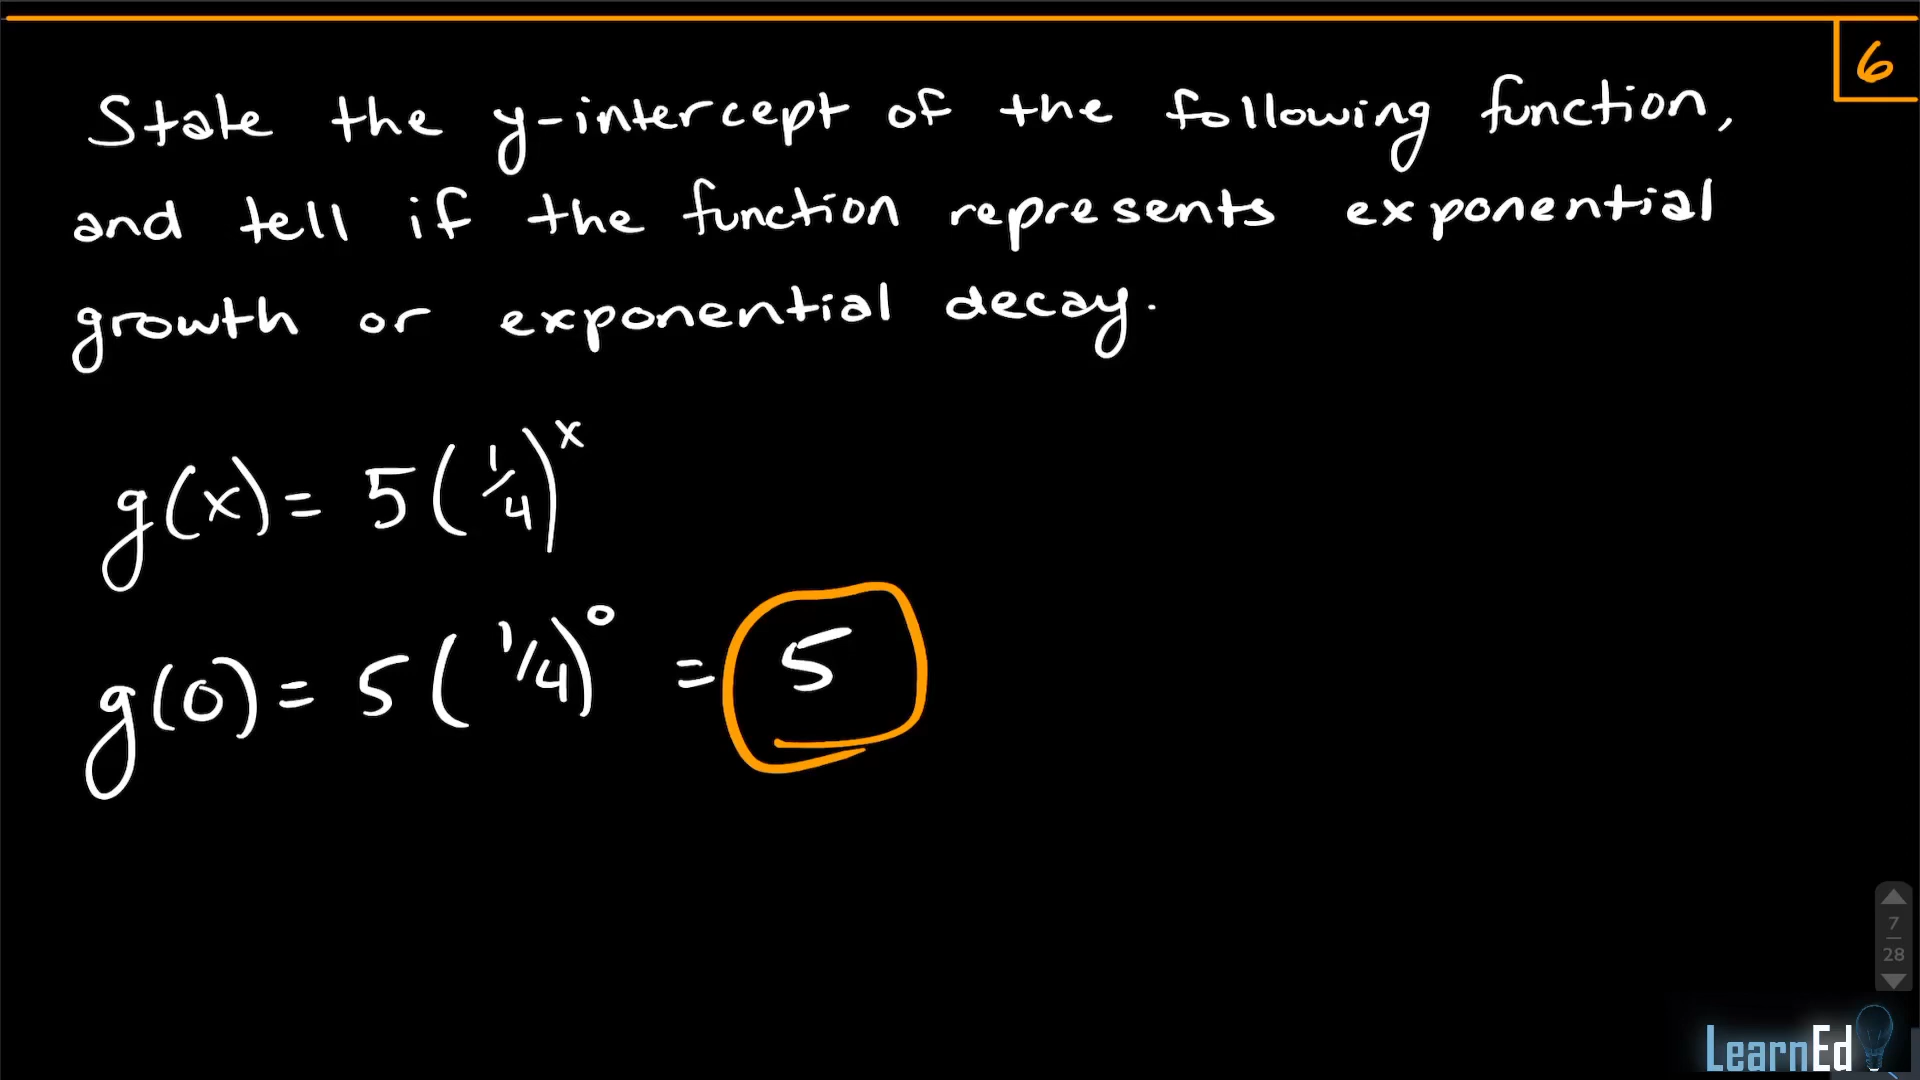 6
State the y-intercept of the following function,
and tell if the function represents exponential
growth or exponential decay.
g(x) = 5(1/4)^x
g(0) = 5(1/4)^0 = 5
7
28
LearnEd